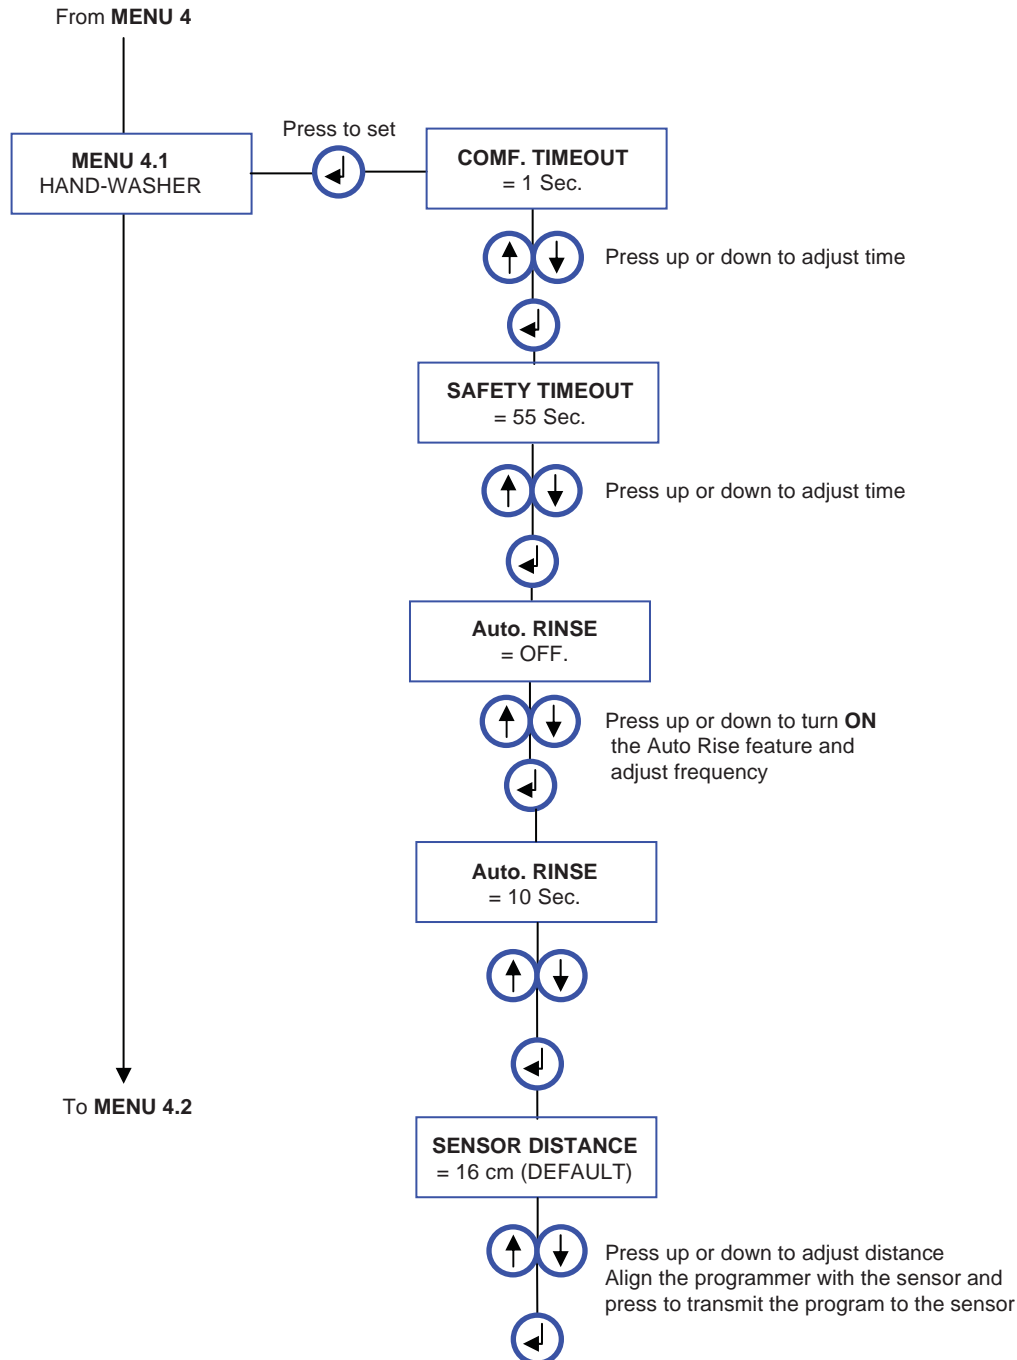 From MENU 4
Press to set
MENU 4.1
HAND-WASHER
COMF. TIMEOUT
= 1 Sec.
Press up or down to adjust time
SAFETY TIMEOUT
= 55 Sec.
Press up or down to adjust time
Auto. RINSE
= OFF.
Press up or down to turn ON
the Auto Rise feature and
adjust frequency
Auto. RINSE
= 10 Sec.
To MENU 4.2
SENSOR DISTANCE
= 16 cm (DEFAULT)
Press up or down to adjust distance
Align the programmer with the sensor and
press to transmit the program to the sensor